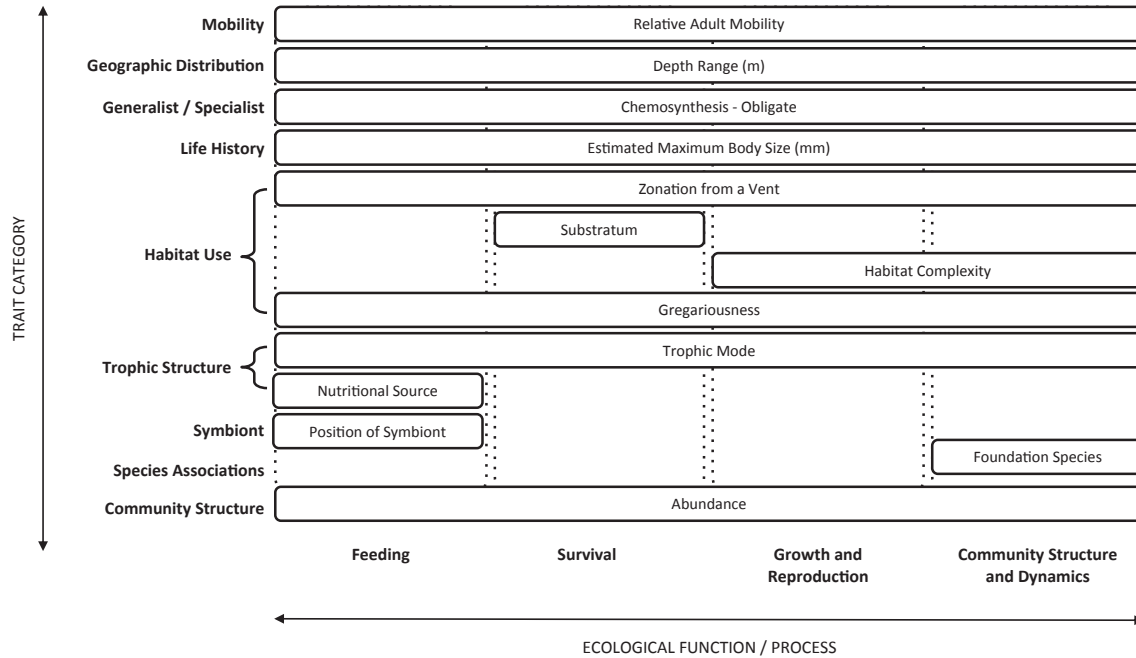 Mobility
Relative Adult Mobility
Geographic Distribution
Depth Range (m)
Generalist / Specialist
Chemosynthesis - Obligate
Life History
Estimated Maximum Body Size (mm)
Zonation from a Vent
Substratum
Habitat Use
Habitat Complexity
Gregariousness
Trophic Mode
Trophic Structure
Nutritional Source
Symbiont
Position of Symbiont
Species Associations
Foundation Species
Community Structure
Abundance
TRAIT CATEGORY
Feeding
Survival
Growth and
Reproduction
Community Structure
and Dynamics
ECOLOGICAL FUNCTION / PROCESS